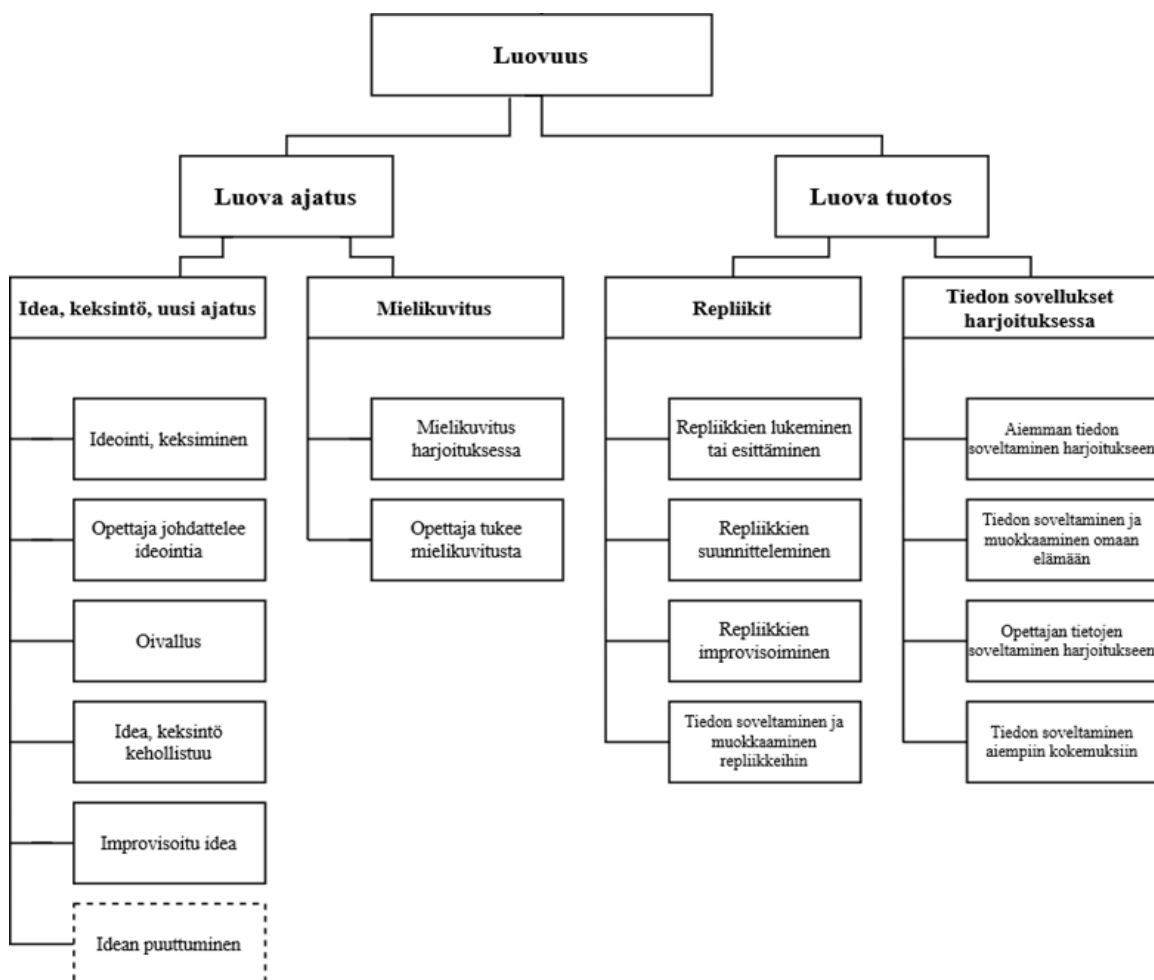 Luovuus
Luova ajatus
Luova tuotos
Idea, keksintö, uusi ajatus
Mielikuvitus
Repliikit
Tiedon sovellukset
harjoituksessa
Ideointi, keksiminen
Opettaja johdattelee
ideointia
Oivallus
Idea, keksintö
kehollistuu
Improvisoitu idea
Idean puuttuminen
Mielikuvitus
harjoituksessa
Opettaja tukee
mielikuvitusta
Repliikkien lukeminen
tai esittäminen
Repliikkien
suunnitteleminen
Repliikkien
improvisoiminen
Tiedon soveltaminen ja
muokkaaminen
repliikkeihin
Aiemman tiedon
soveltaminen harjoitukseen
Tiedon soveltaminen ja
muokkaaminen omaan
elämään
Opettajan tietojen
soveltaminen harjoitukseen
Tiedon soveltaminen
aiempiin kokemuksiin